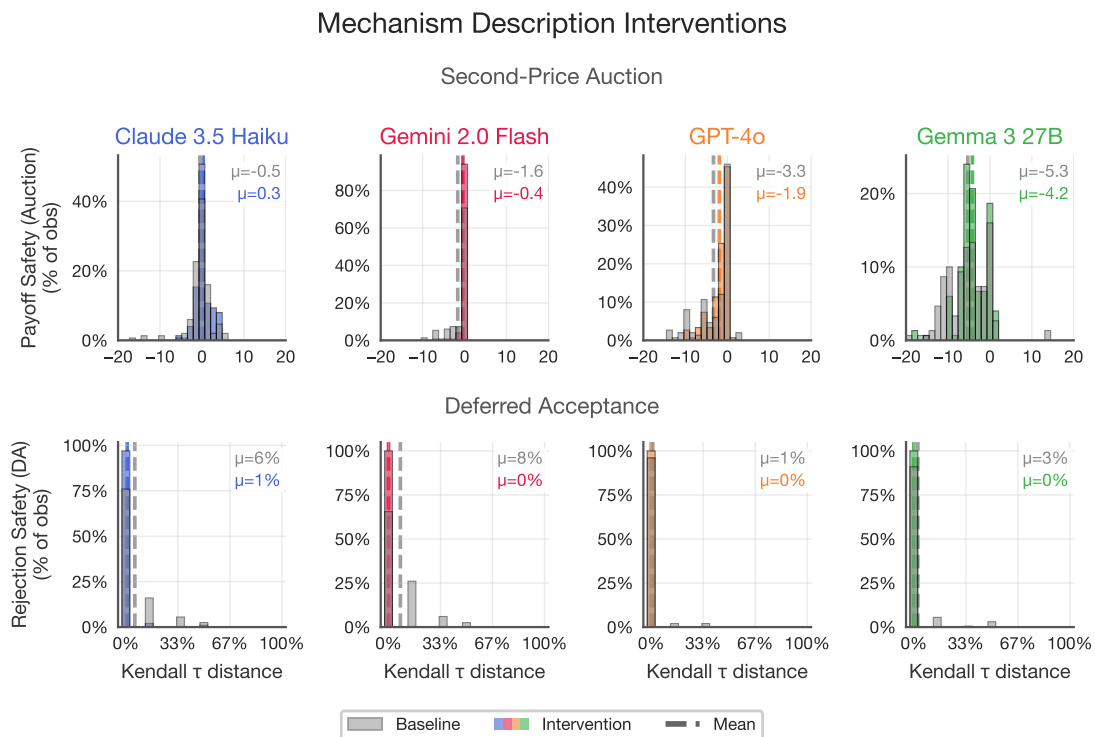 Mechanism Description Interventions
Second-Price Auction
Claude 3.5 Haiku
Gemini 2.0 Flash
GPT-4o
Gemma 3 27B
Payoff Safety (Auction)
(% of obs)
40%
20%
0%
−20 −10 0 10 20
μ=-0.5
μ=0.3
80%
60%
40%
20%
0%
−20 −10 0 10 20
μ=-1.6
μ=-0.4
40%
30%
20%
10%
0%
−20 −10 0 10 20
μ=-3.3
μ=-1.9
20%
10%
0%
−20 −10 0 10 20
μ=-5.3
μ=-4.2
Deferred Acceptance
Rejection Safety (DA)
(% of obs)
100%
75%
50%
25%
0%
0% 33% 67% 100%
μ=6%
μ=1%
Kendall τ distance
100%
75%
50%
25%
0%
0% 33% 67% 100%
μ=8%
μ=0%
Kendall τ distance
100%
75%
50%
25%
0%
0% 33% 67% 100%
μ=1%
μ=0%
Kendall τ distance
100%
75%
50%
25%
0%
0% 33% 67% 100%
μ=3%
μ=0%
Kendall τ distance
Baseline Intervention Mean